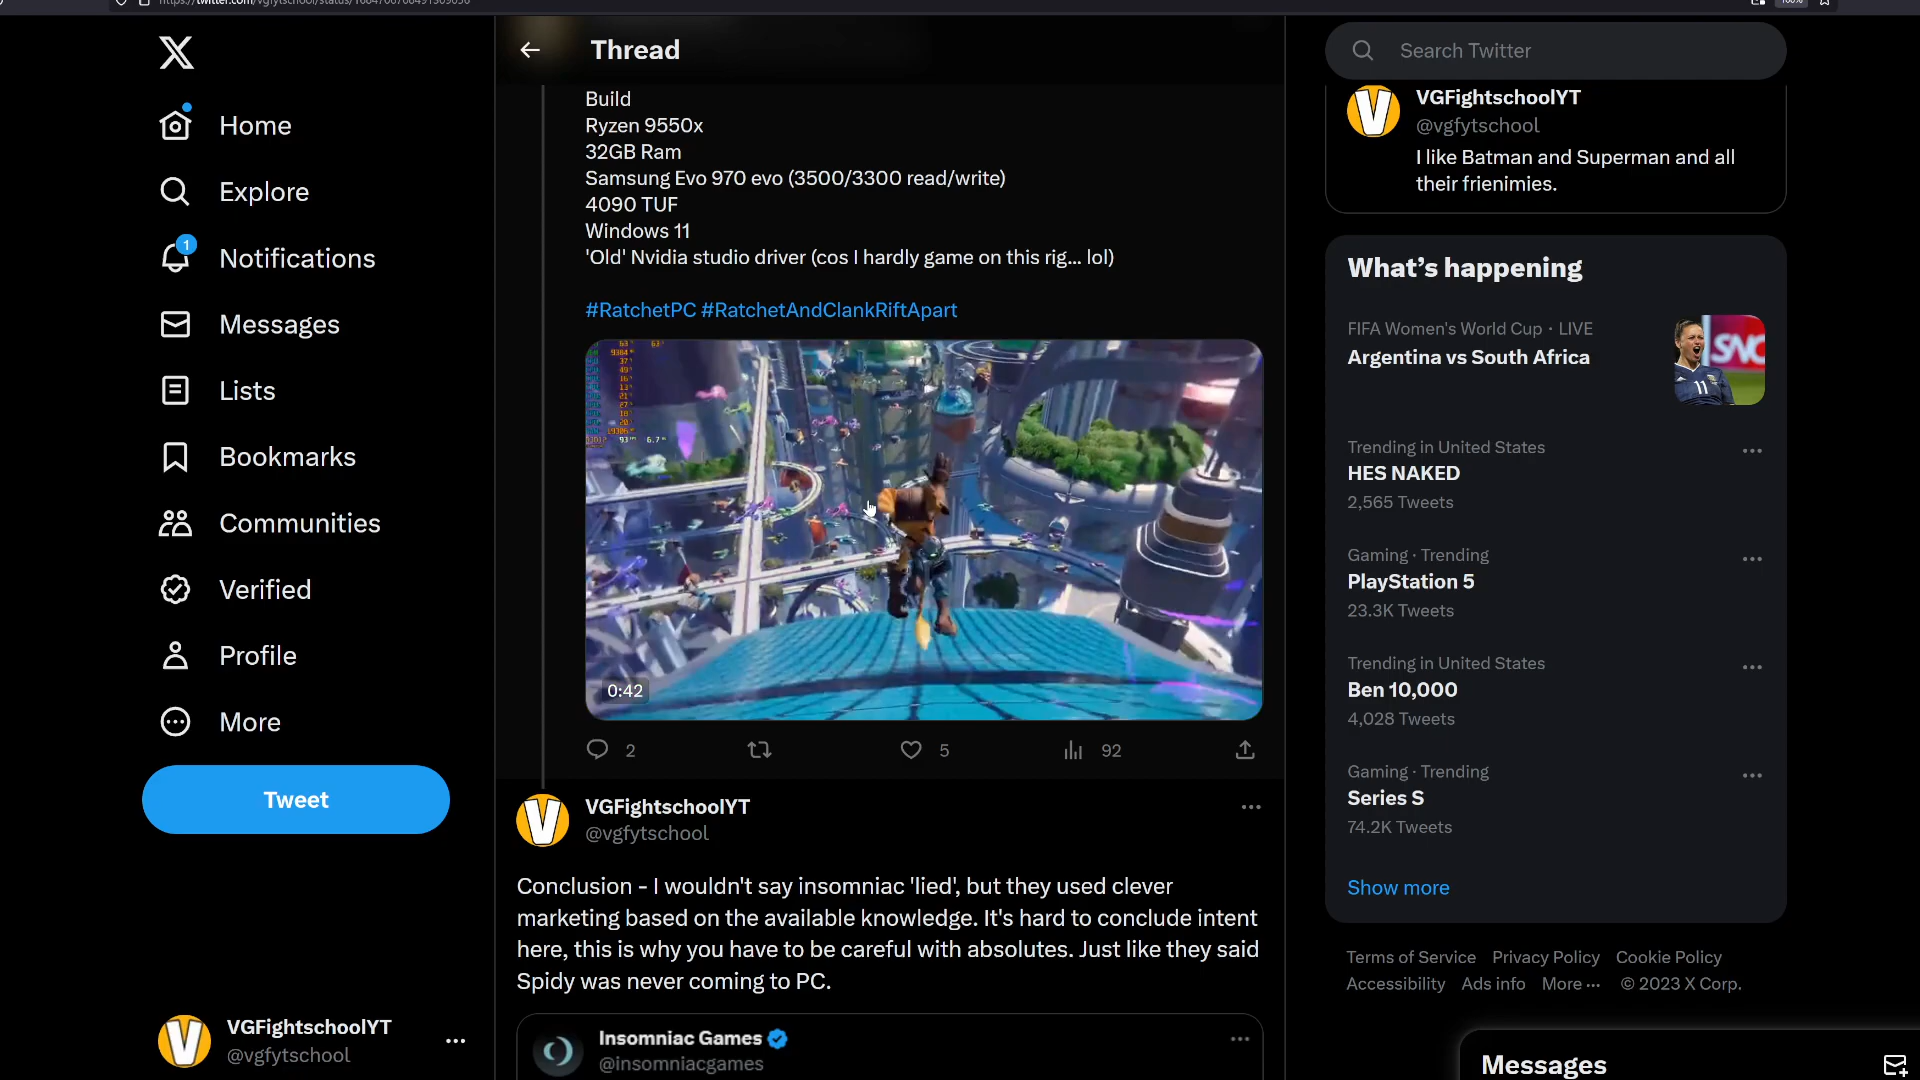 Thread
Search Twitter
Home
Explore
1
Notifications
Messages
Lists
Bookmarks
Communities
Verified
Profile
More
Tweet
VGFightschoolYT
@vgfytschool
Build
Ryzen 9550x
32GB Ram
Samsung Evo 970 evo (3500/3300 read/write)
4090 TUF
Windows 11
'Old' Nvidia studio driver (cos I hardly game on this rig... lol)
#RatchetPC #RatchetAndClankRiftApart
0:42
2
5
92
VGFightschoolYT
@vgfytschool
Conclusion - I wouldn't say insomniac 'lied', but they used clever
marketing based on the available knowledge. It's hard to conclude intent
here, this is why you have to be careful with absolutes. Just like they said
Spidy was never coming to PC.
Insomniac Games
@insomniacgames
VGFightschoolYT
@vgfytschool
I like Batman and Superman and all
their frienimies.
What's happening
FIFA Women's World Cup · LIVE
Argentina vs South Africa
Trending in United States
HES NAKED
2,565 Tweets
Gaming · Trending
PlayStation 5
23.3K Tweets
Trending in United States
Ben 10,000
4,028 Tweets
Gaming · Trending
Series S
74.2K Tweets
Show more
Terms of Service Privacy Policy Cookie Policy
Accessibility Ads info More ··· © 2023 X Corp.
Messages